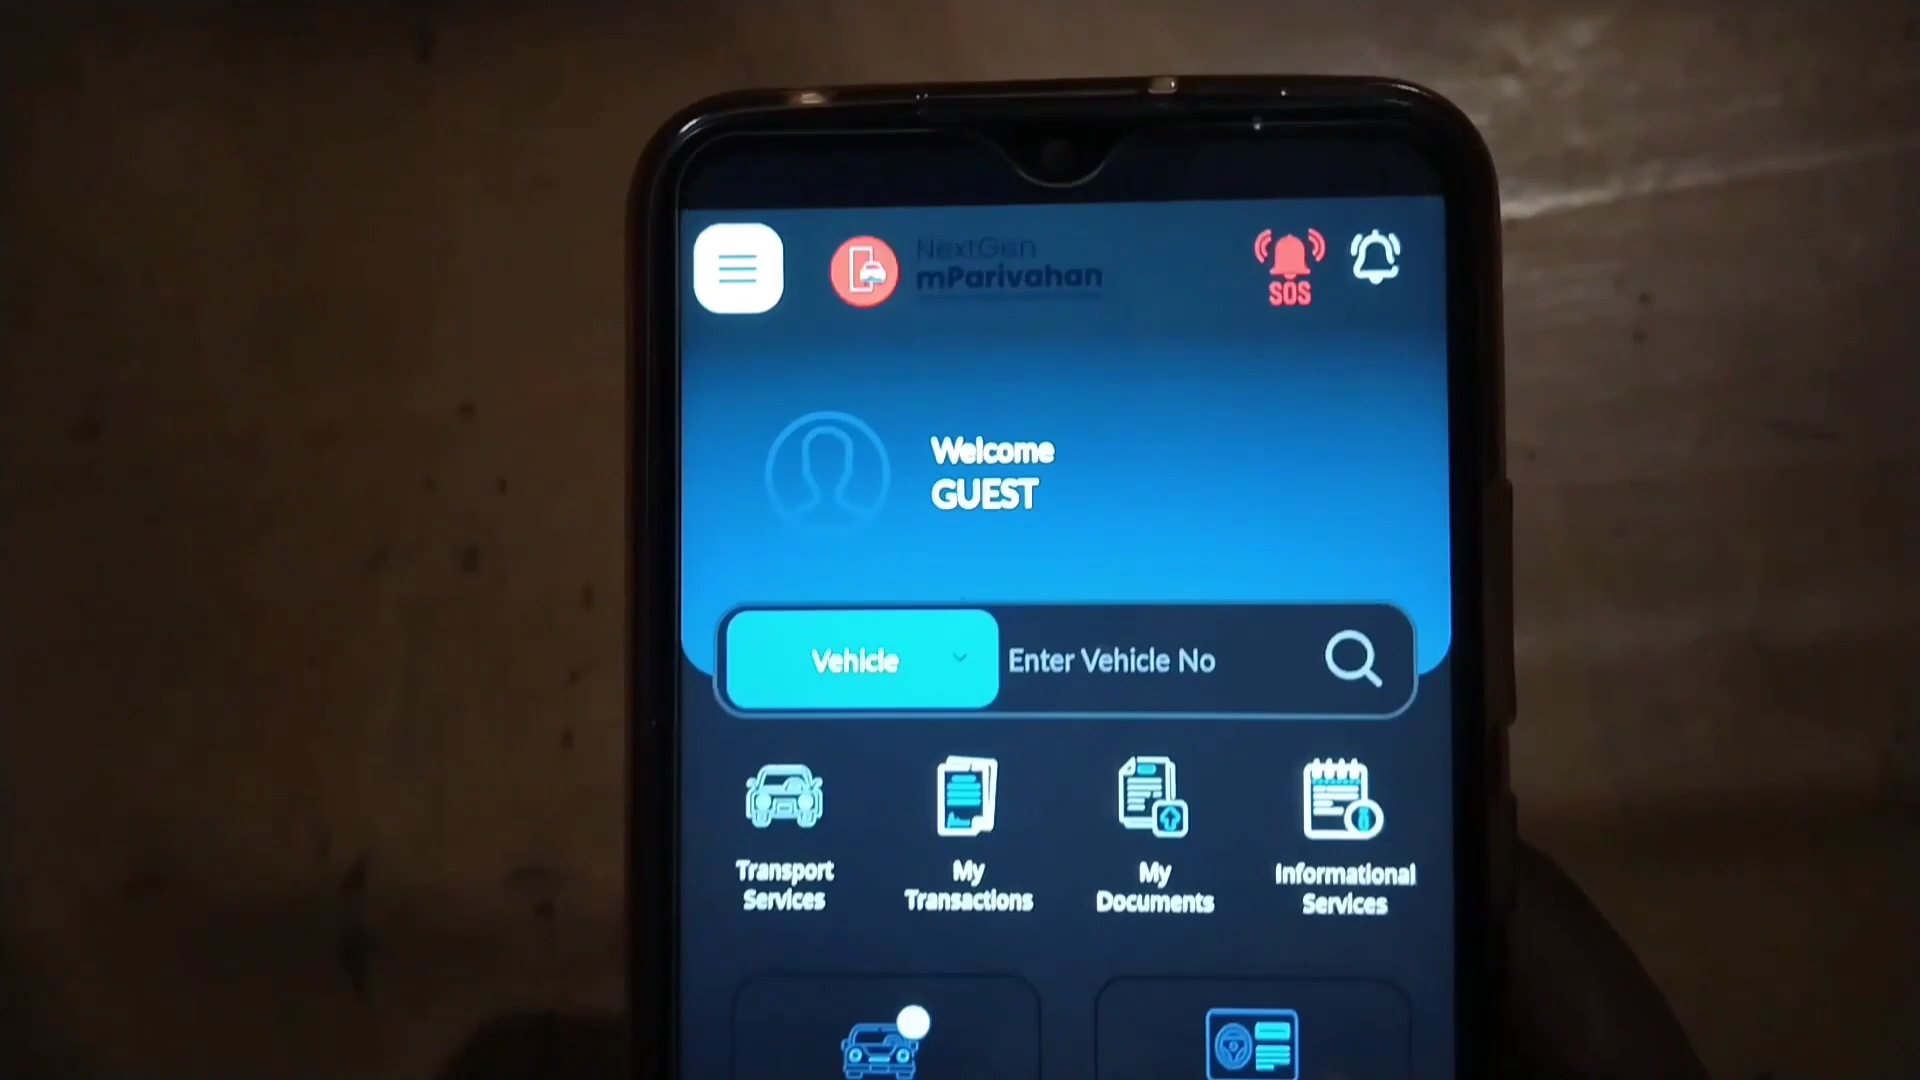 NextGen
mParivahan
SOS
Welcome
GUEST
Vehicle
Enter Vehicle No
Transport
Services
My
Transactions
My
Documents
Informational
Services